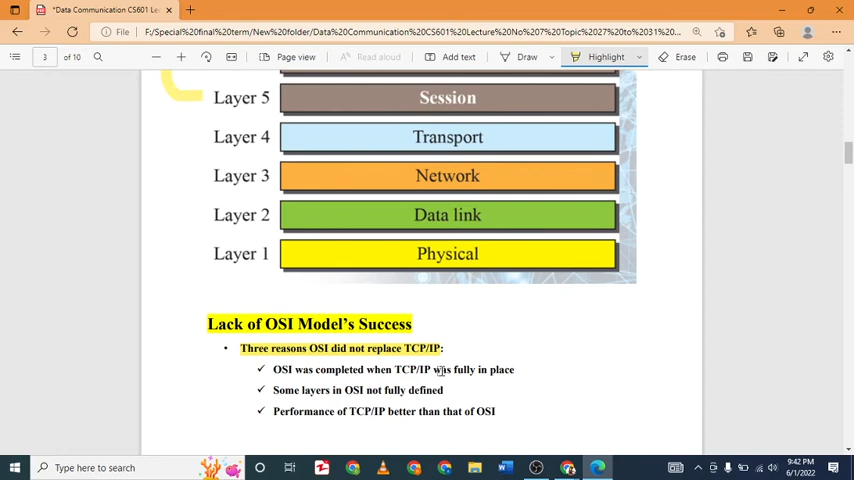 *Data Communication CS601 Lectur
File
F:/Special%20final%20term/New%20folder/Data%20Communication%20CS601%20Lecture%20No%207%20Topic%2027%20to%2031%20...
3
of 10
Page view
Read aloud
Add text
Draw
Highlight
Erase
Layer 5
Session
Layer 4
Transport
Layer 3
Network
Layer 2
Data link
Layer 1
Physical
Lack of OSI Model's Success
• Three reasons OSI did not replace TCP/IP:
✓ OSI was completed when TCP/IP was fully in place
✓ Some layers in OSI not fully defined
✓ Performance of TCP/IP better than that of OSI
Type here to search
9:42 PM
6/1/2022